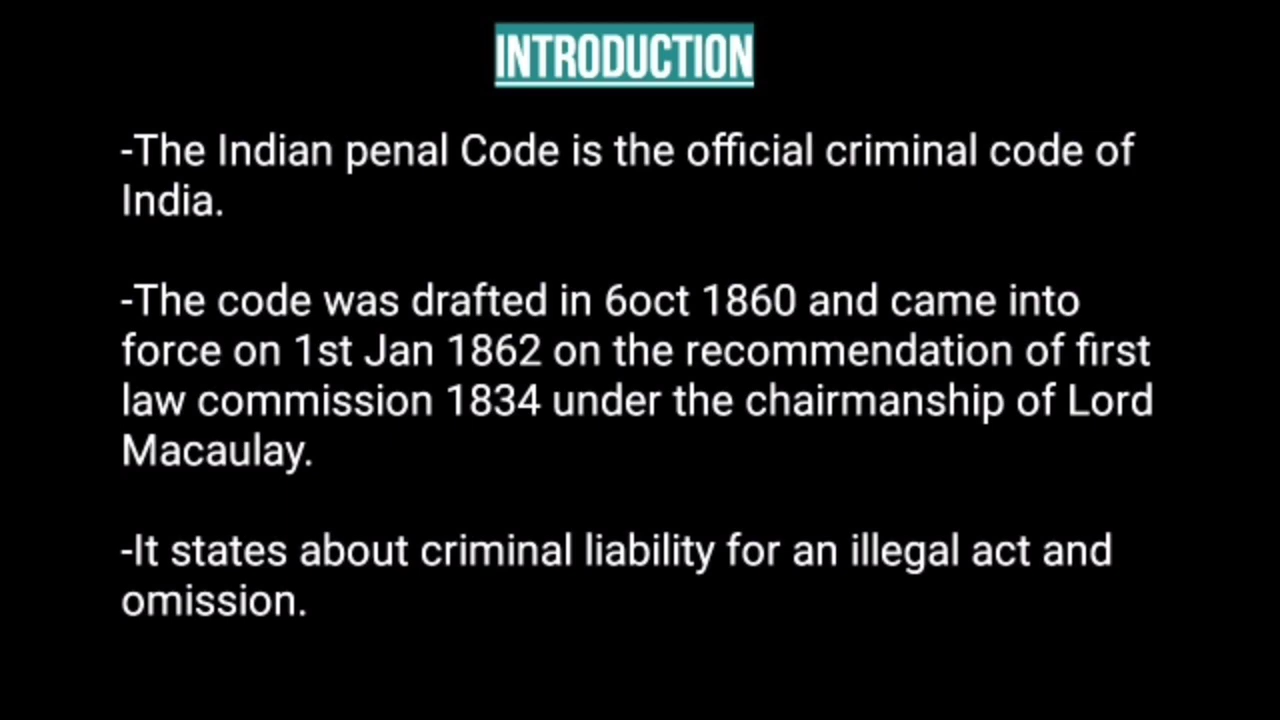 INTRODUCTION
-The Indian penal Code is the official criminal code of
India.
-The code was drafted in 6oct 1860 and came into
force on 1st Jan 1862 on the recommendation of first
law commission 1834 under the chairmanship of Lord
Macaulay.
-It states about criminal liability for an illegal act and
omission.